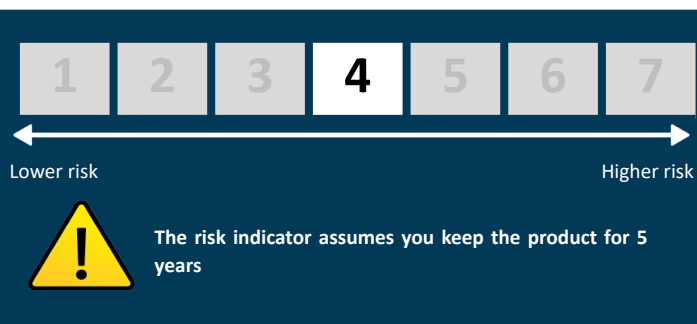 1 2 3 4 5 6 7
Lower risk Higher risk
The risk indicator assumes you keep the product for 5
years